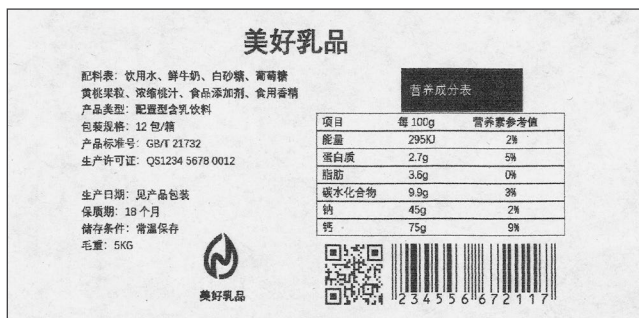 美好乳品
配料表：饮用水、鲜牛奶、白砂糖、葡萄糖
黄桃果粒、浓缩桃汁、食品添加剂、食用香精
产品类型：配置型含乳饮料
包装规格：12 包/箱
产品标准号：GB/T 21732
生产许可证：QS1234 5678 0012
生产日期：见产品包装
保质期：18 个月
储存条件：常温保存
毛重：5KG
美好乳品
营养成分表
项目 每 100g 营养素参考值
能量 295KJ 2%
蛋白质 2.7g 5%
脂肪 3.6g 0%
碳水化合物 9.9g 3%
钠 45g 2%
钙 75g 9%
234556 672117